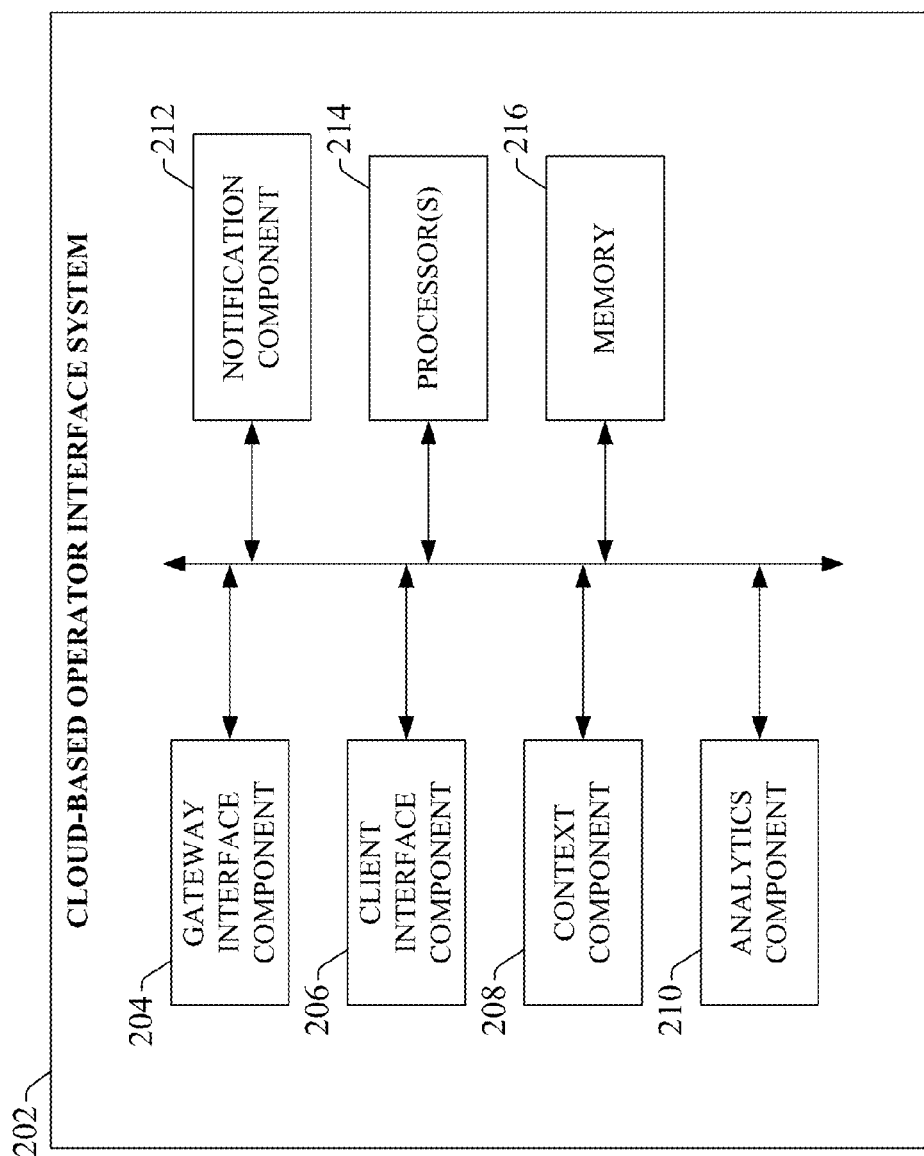 202
CLOUD-BASED OPERATOR INTERFACE SYSTEM
204
GATEWAY
INTERFACE
COMPONENT
206
CLIENT
INTERFACE
COMPONENT
208
CONTEXT
COMPONENT
210
ANALYTICS
COMPONENT
212
NOTIFICATION
COMPONENT
214
PROCESSOR(S)
216
MEMORY